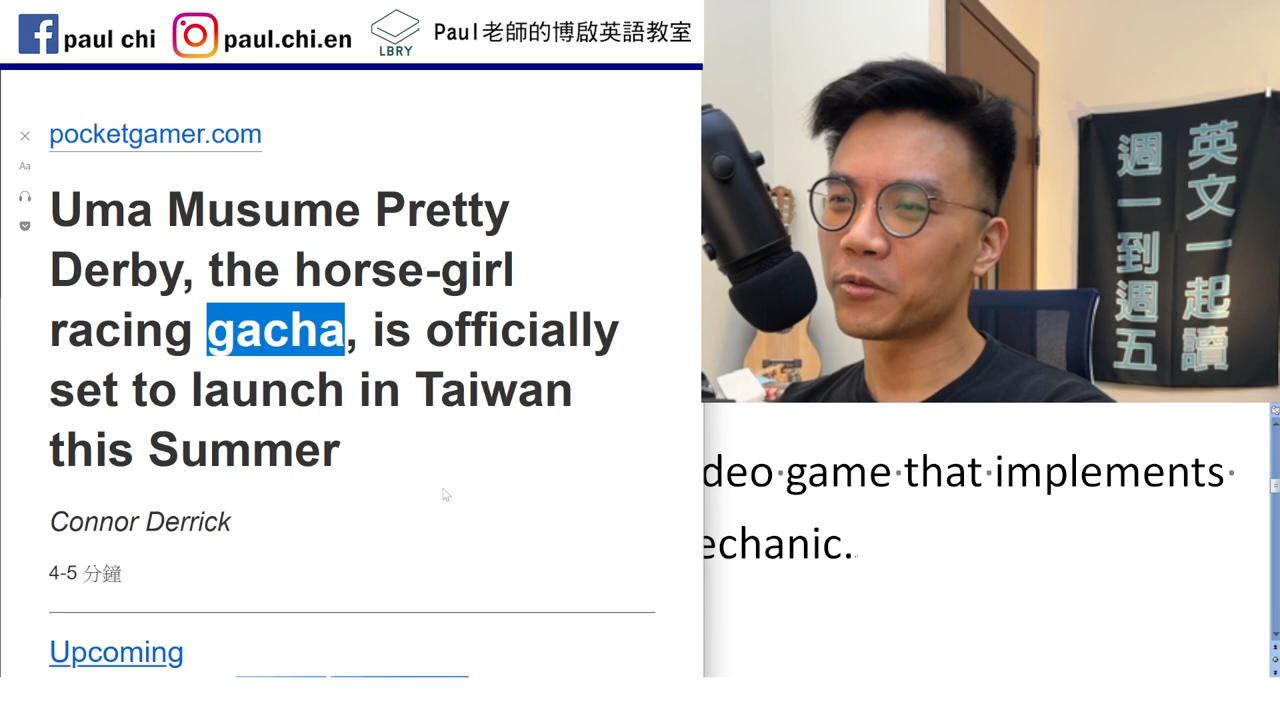 paul chi
paul.chi.en
LBRY
Paul老師的博啟英語教室
pocketgamer.com
Aa
Uma Musume Pretty
Derby, the horse-girl
racing gacha, is officially
set to launch in Taiwan
this Summer
Connor Derrick
4-5 分鐘
Upcoming
英文一起讀
週一到週五
deo game that implements
echanic.